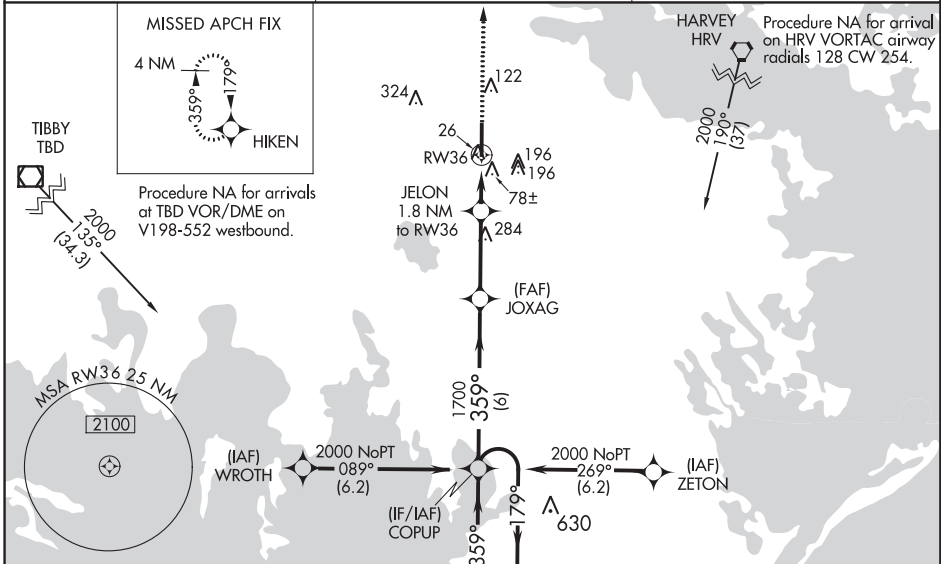 MISSED APCH FIX
4 NM
359°
179°
HIKEN
HARVEY
HRV
Procedure NA for arrival
on HRV VORTAC airway
radials 128 CW 254.
2000
190°
(37)
324
122
26
RW36
196
196
78±
JELON
1.8 NM
to RW36
284
TIBBY
TBD
2000
135°
(34.3)
Procedure NA for arrivals
at TBD VOR/DME on
V198-552 westbound.
(FAF)
JOXAG
1700
359°
(6)
MSA RW36 25 NM
2100
(IAF)
WROTH
2000 NoPT
089°
(6.2)
2000 NoPT
269°
(6.2)
(IAF)
ZETON
(IF/IAF)
COPUP
359°
179°
630